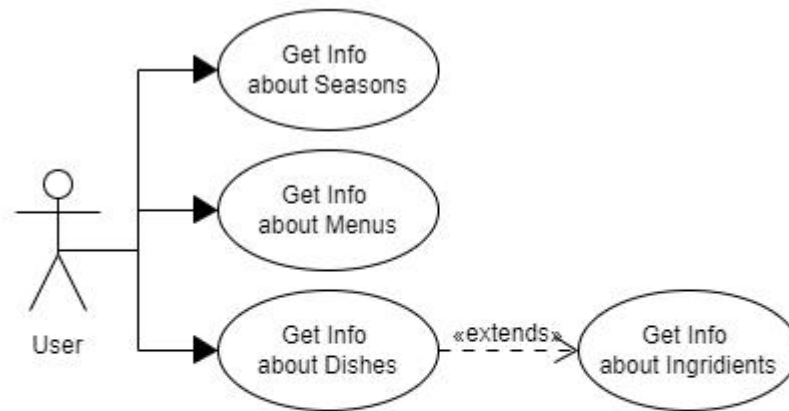 Get Info
about Seasons
Get Info
about Menus
User
Get Info
about Dishes
«extends»
Get Info
about Ingridients